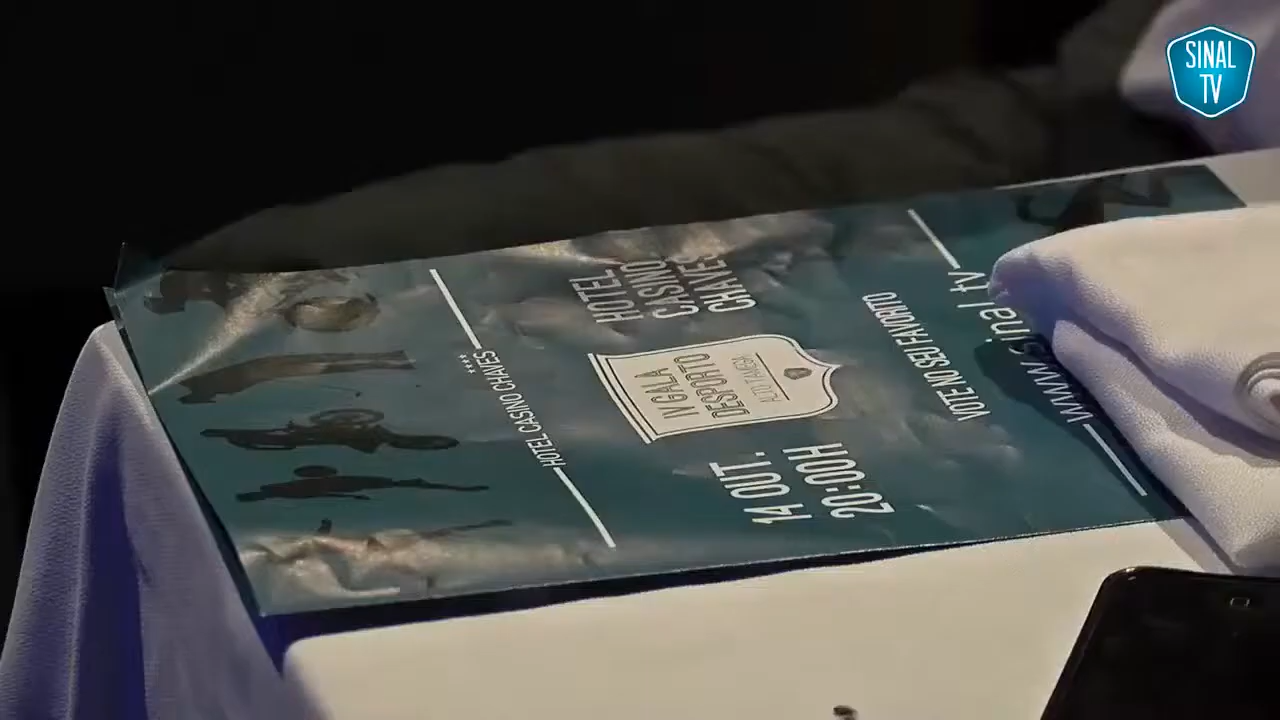 SINAL
TV
HOTEL
CASINO
CHAVES
HOTEL CASINO CHAVES
IV GALA
DESPORTO
ALTO TÂMEGA
14 OUT.
20:00H
VOTE NO SEU FAVORITO
www.sinal.tv